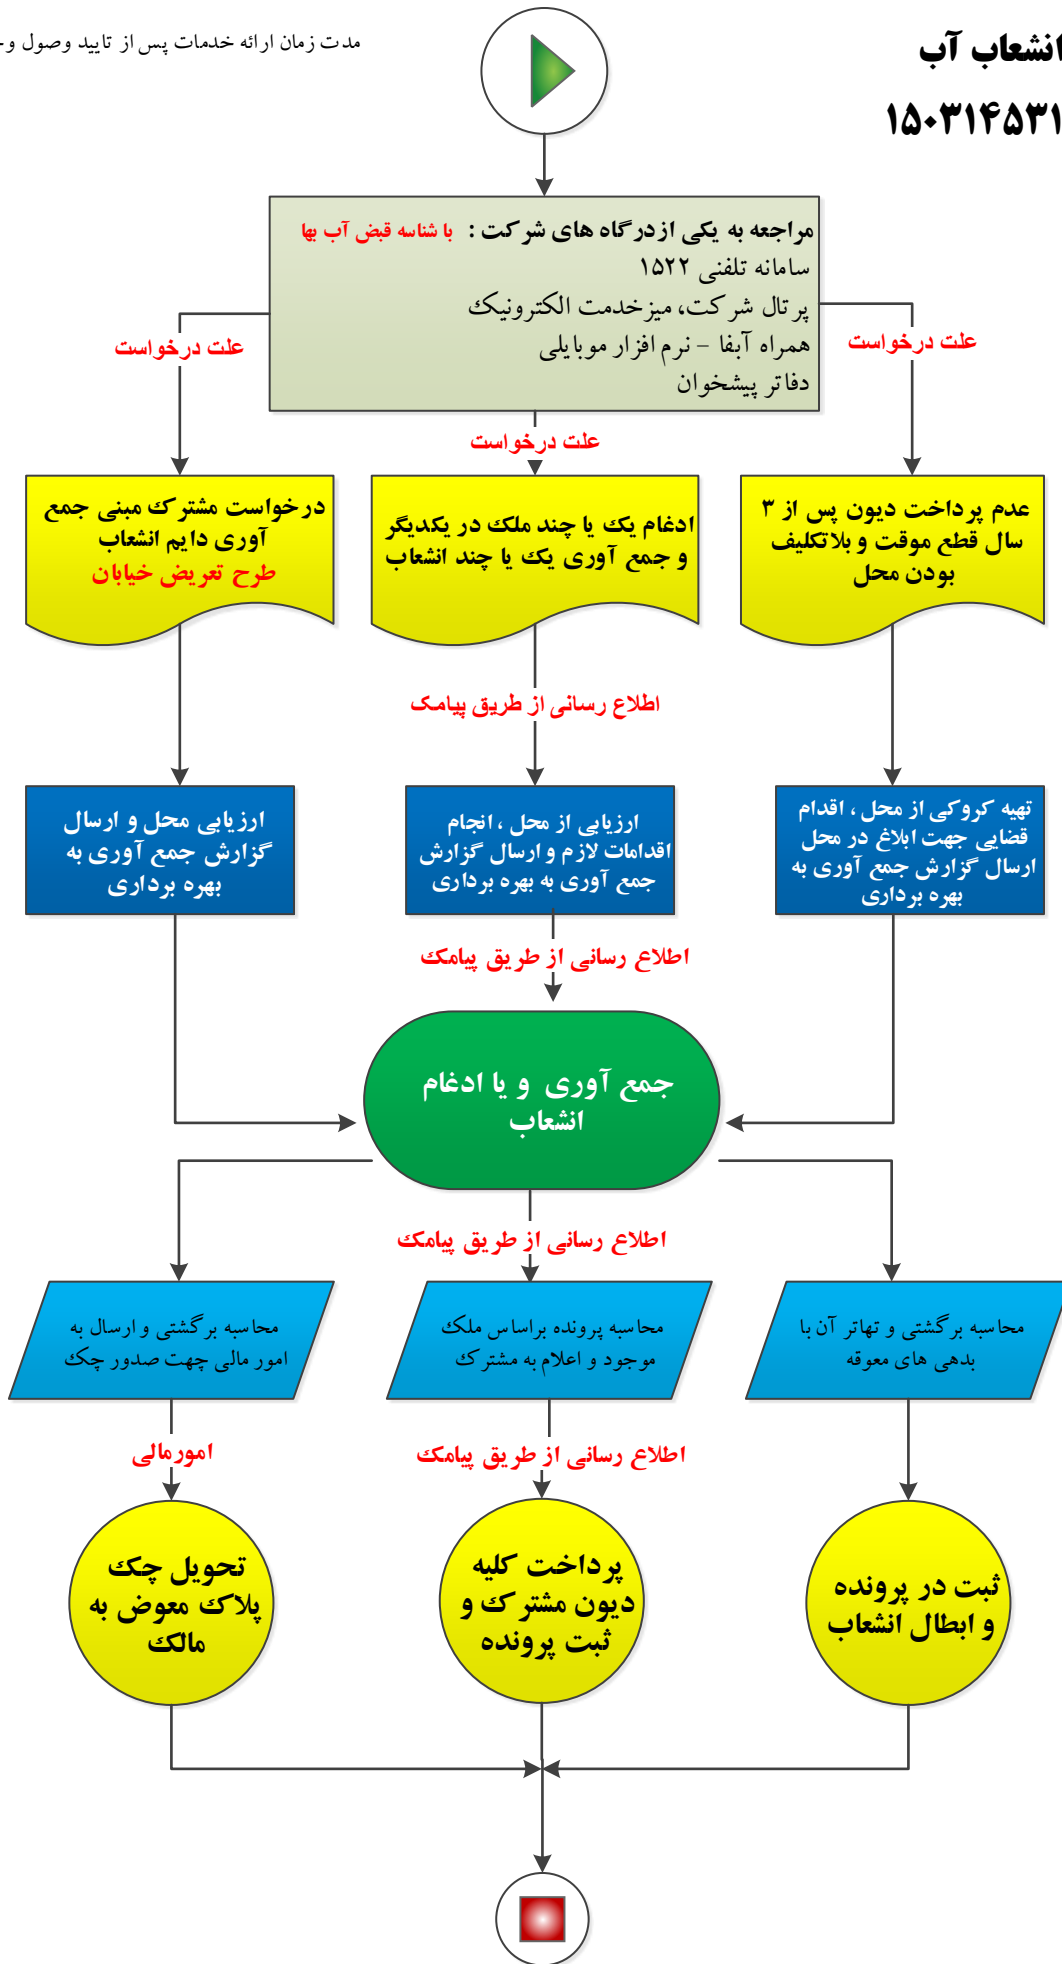 انشعاب آب
۱۵۰۳۱۴۵۳۱
مدت زمان ارائه خدمات پس از تایید وصول
مراجعه به یکی ازدرگاه های شرکت : با شناسه قبض آب بها
سامانه تلفنی ۱۵۲۲
پرتال شرکت، میزخدمت الکترونیک
همراه آبفا – نرم افزار موبایلی
دفاتر پیشخوان
علت درخواست
علت درخواست
علت درخواست
عدم پرداخت دیون پس از ۳
سال قطع موقت و بلاتکلیف
بودن محل
ادغام یک یا چند ملک در یکدیگر
و جمع آوری یک یا چند انشعاب
درخواست مشترک مبنی جمع
آوری دایم انشعاب
طرح تعریض خیابان
اطلاع رسانی از طریق پیامک
تهیه کروکی از محل ، اقدام
قضایی جهت ابلاغ در محل
ارسال گزارش جمع آوری به
بهره برداری
ارزیابی از محل ، انجام
اقدامات لازم و ارسال گزارش
جمع آوری به بهره برداری
ارزیابی محل و ارسال
گزارش جمع آوری به
بهره برداری
اطلاع رسانی از طریق پیامک
جمع آوری و یا ادغام
انشعاب
اطلاع رسانی از طریق پیامک
محاسبه برگشتی و تهاتر آن با
بدهی های معوقه
محاسبه پرونده براساس ملک
موجود و اعلام به مشترک
محاسبه برگشتی و ارسال به
امور مالی چهت صدور چک
اطلاع رسانی از طریق پیامک
امورمالی
ثبت در پرونده
و ابطال انشعاب
پرداخت کلیه
دیون مشترک و
ثبت پرونده
تحویل چک
پلاک معوض به
مالک